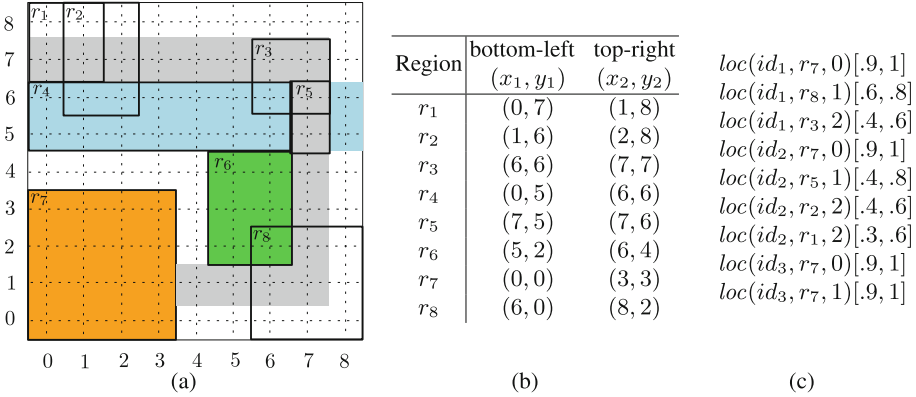 8
7
6
5
4
3
2
1
0
r₁
r₂
r₃
r₄
r₅
r₆
r₇
r₈
0 1 2 3 4 5 6 7 8
(a)
Region bottom-left top-right
(x₁, y₁) (x₂, y₂)
r₁ (0, 7) (1, 8)
r₂ (1, 6) (2, 8)
r₃ (6, 6) (7, 7)
r₄ (0, 5) (6, 6)
r₅ (7, 5) (7, 6)
r₆ (5, 2) (6, 4)
r₇ (0, 0) (3, 3)
r₈ (6, 0) (8, 2)
(b)
loc(id₁, r₇, 0)[.9, 1]
loc(id₁, r₈, 1)[.6, .8]
loc(id₁, r₃, 2)[.4, .6]
loc(id₂, r₇, 0)[.9, 1]
loc(id₂, r₅, 1)[.4, .8]
loc(id₂, r₂, 2)[.4, .6]
loc(id₂, r₁, 2)[.3, .6]
loc(id₃, r₇, 0)[.9, 1]
loc(id₃, r₇, 1)[.9, 1]
(c)